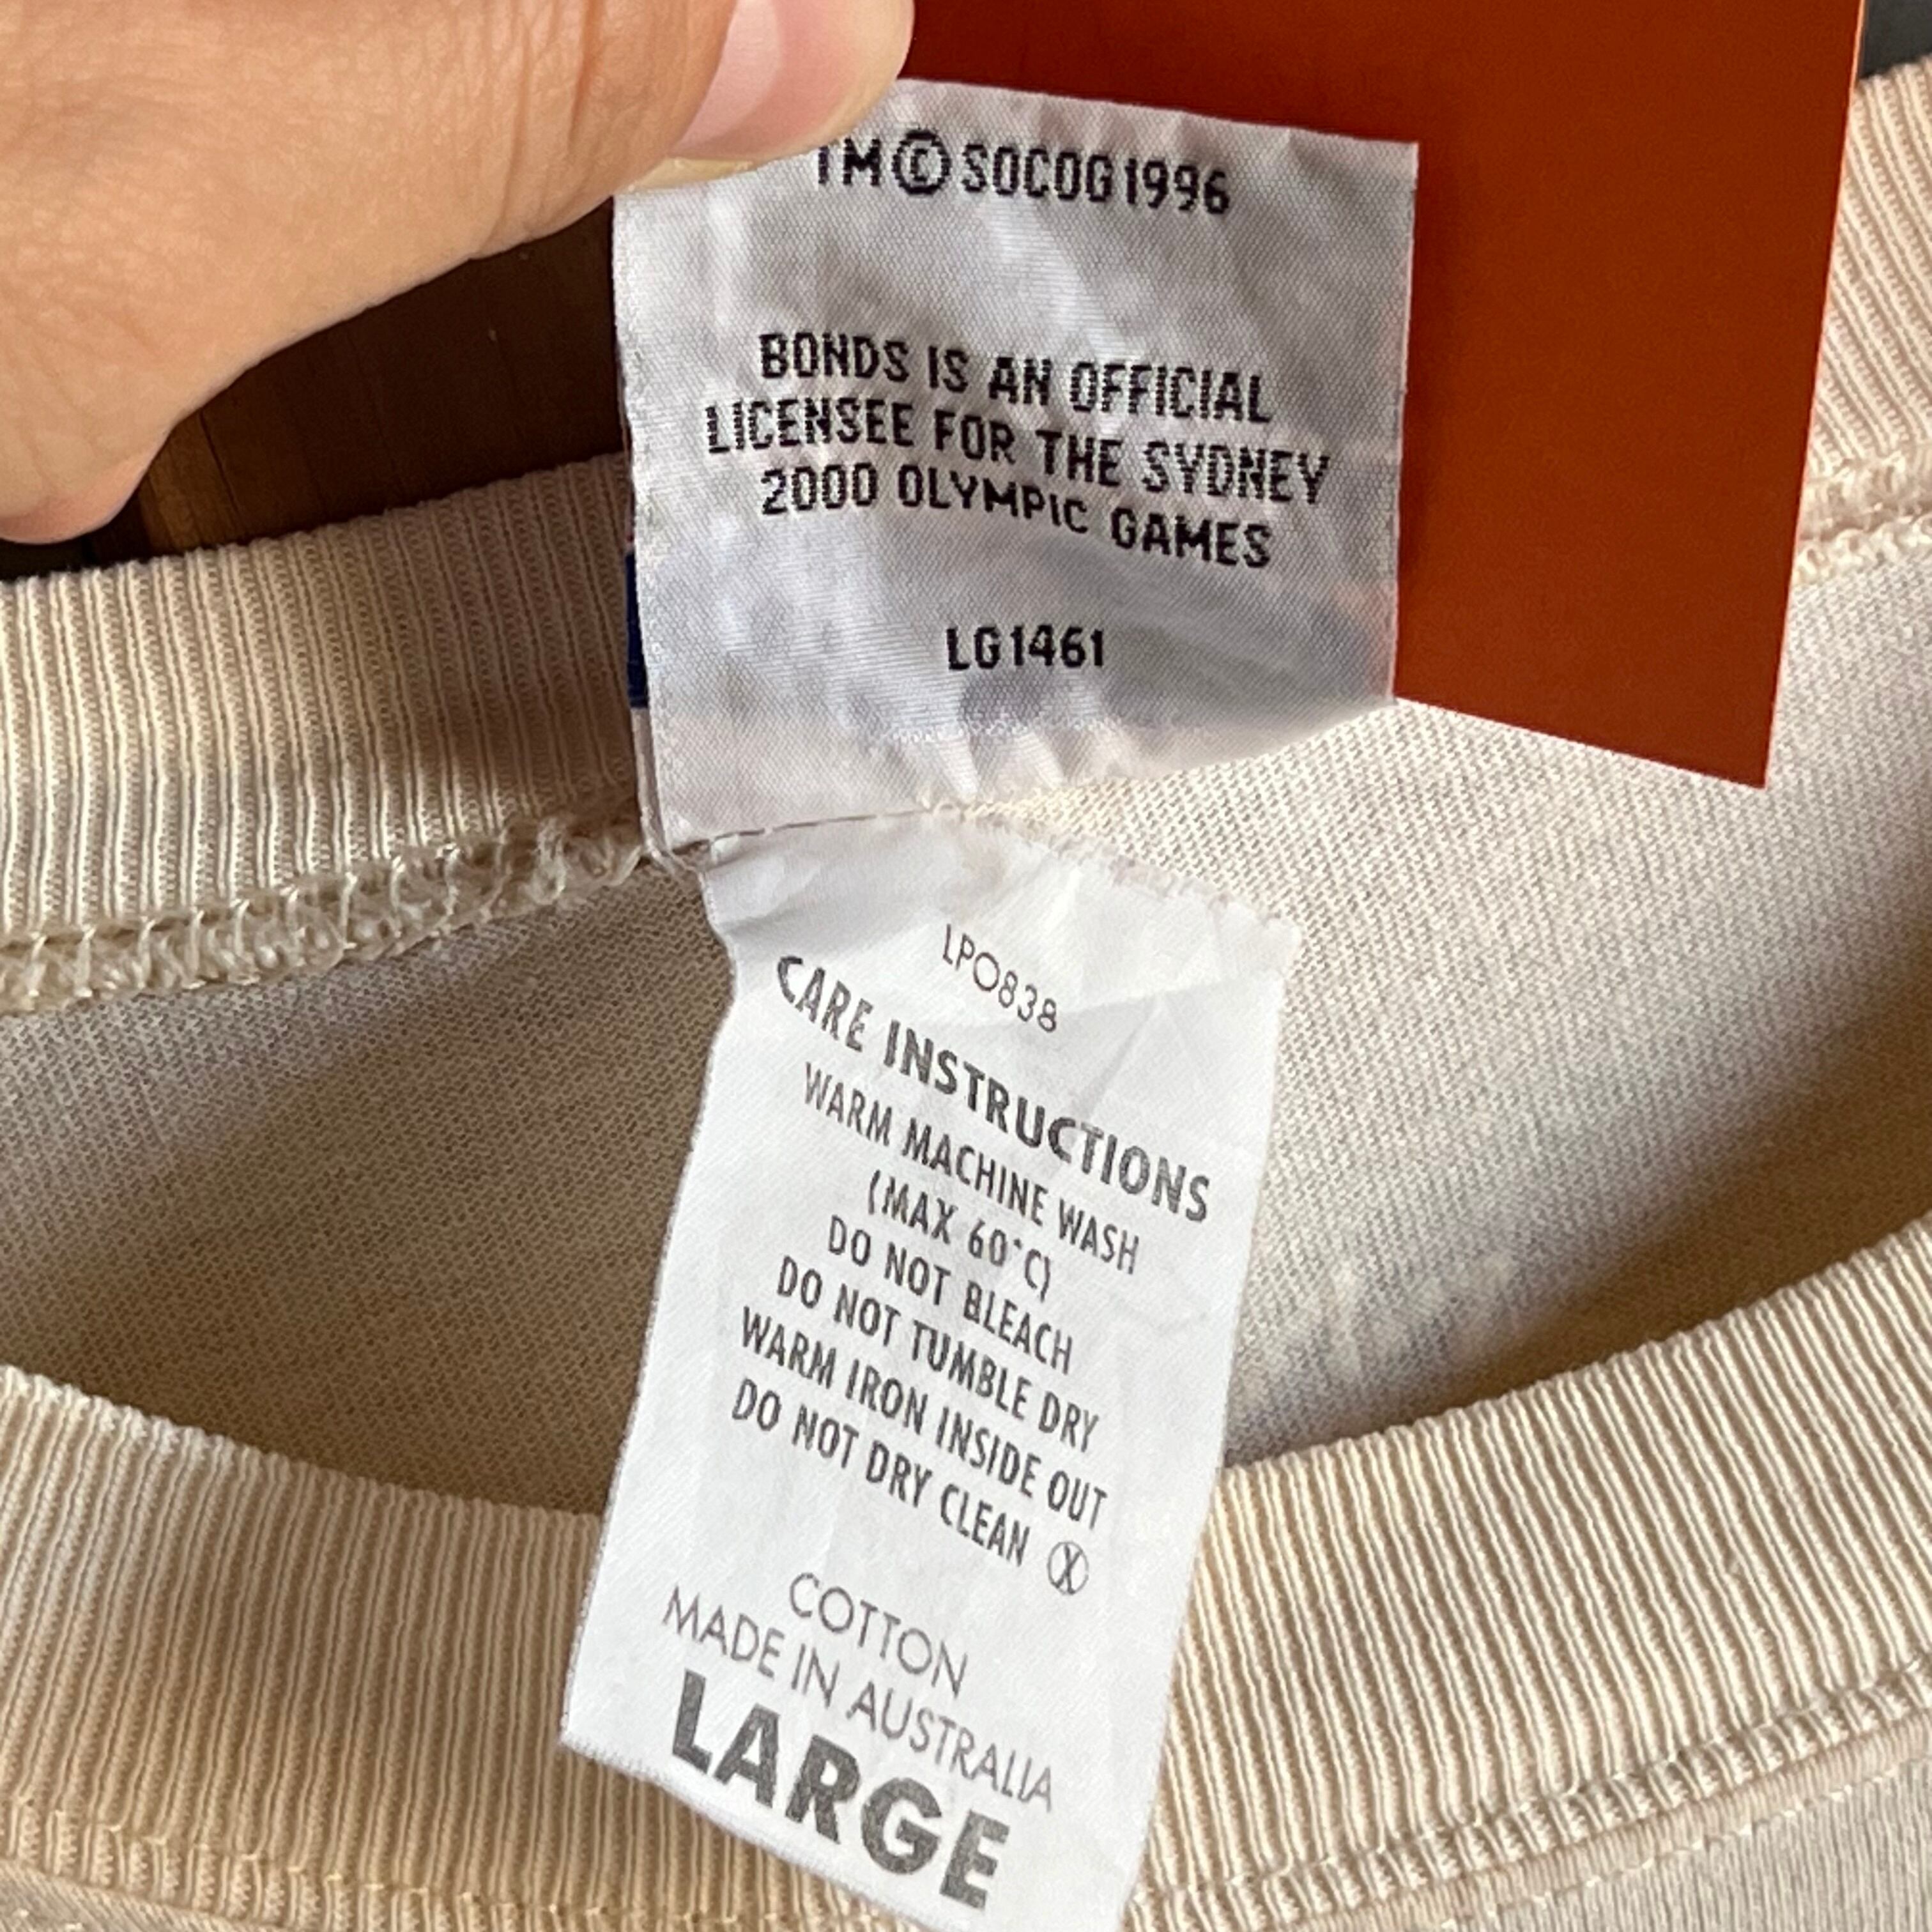 TM © SOCOG 1996
BONDS IS AN OFFICIAL
LICENSEE FOR THE SYDNEY
2000 OLYMPIC GAMES
LG1461
LPO838
CARE INSTRUCTIONS
WARM MACHINE WASH
(MAX 60°C)
DO NOT BLEACH
DO NOT TUMBLE DRY
WARM IRON INSIDE OUT
DO NOT DRY CLEAN Ⓧ
COTTON
MADE IN AUSTRALIA
LARGE